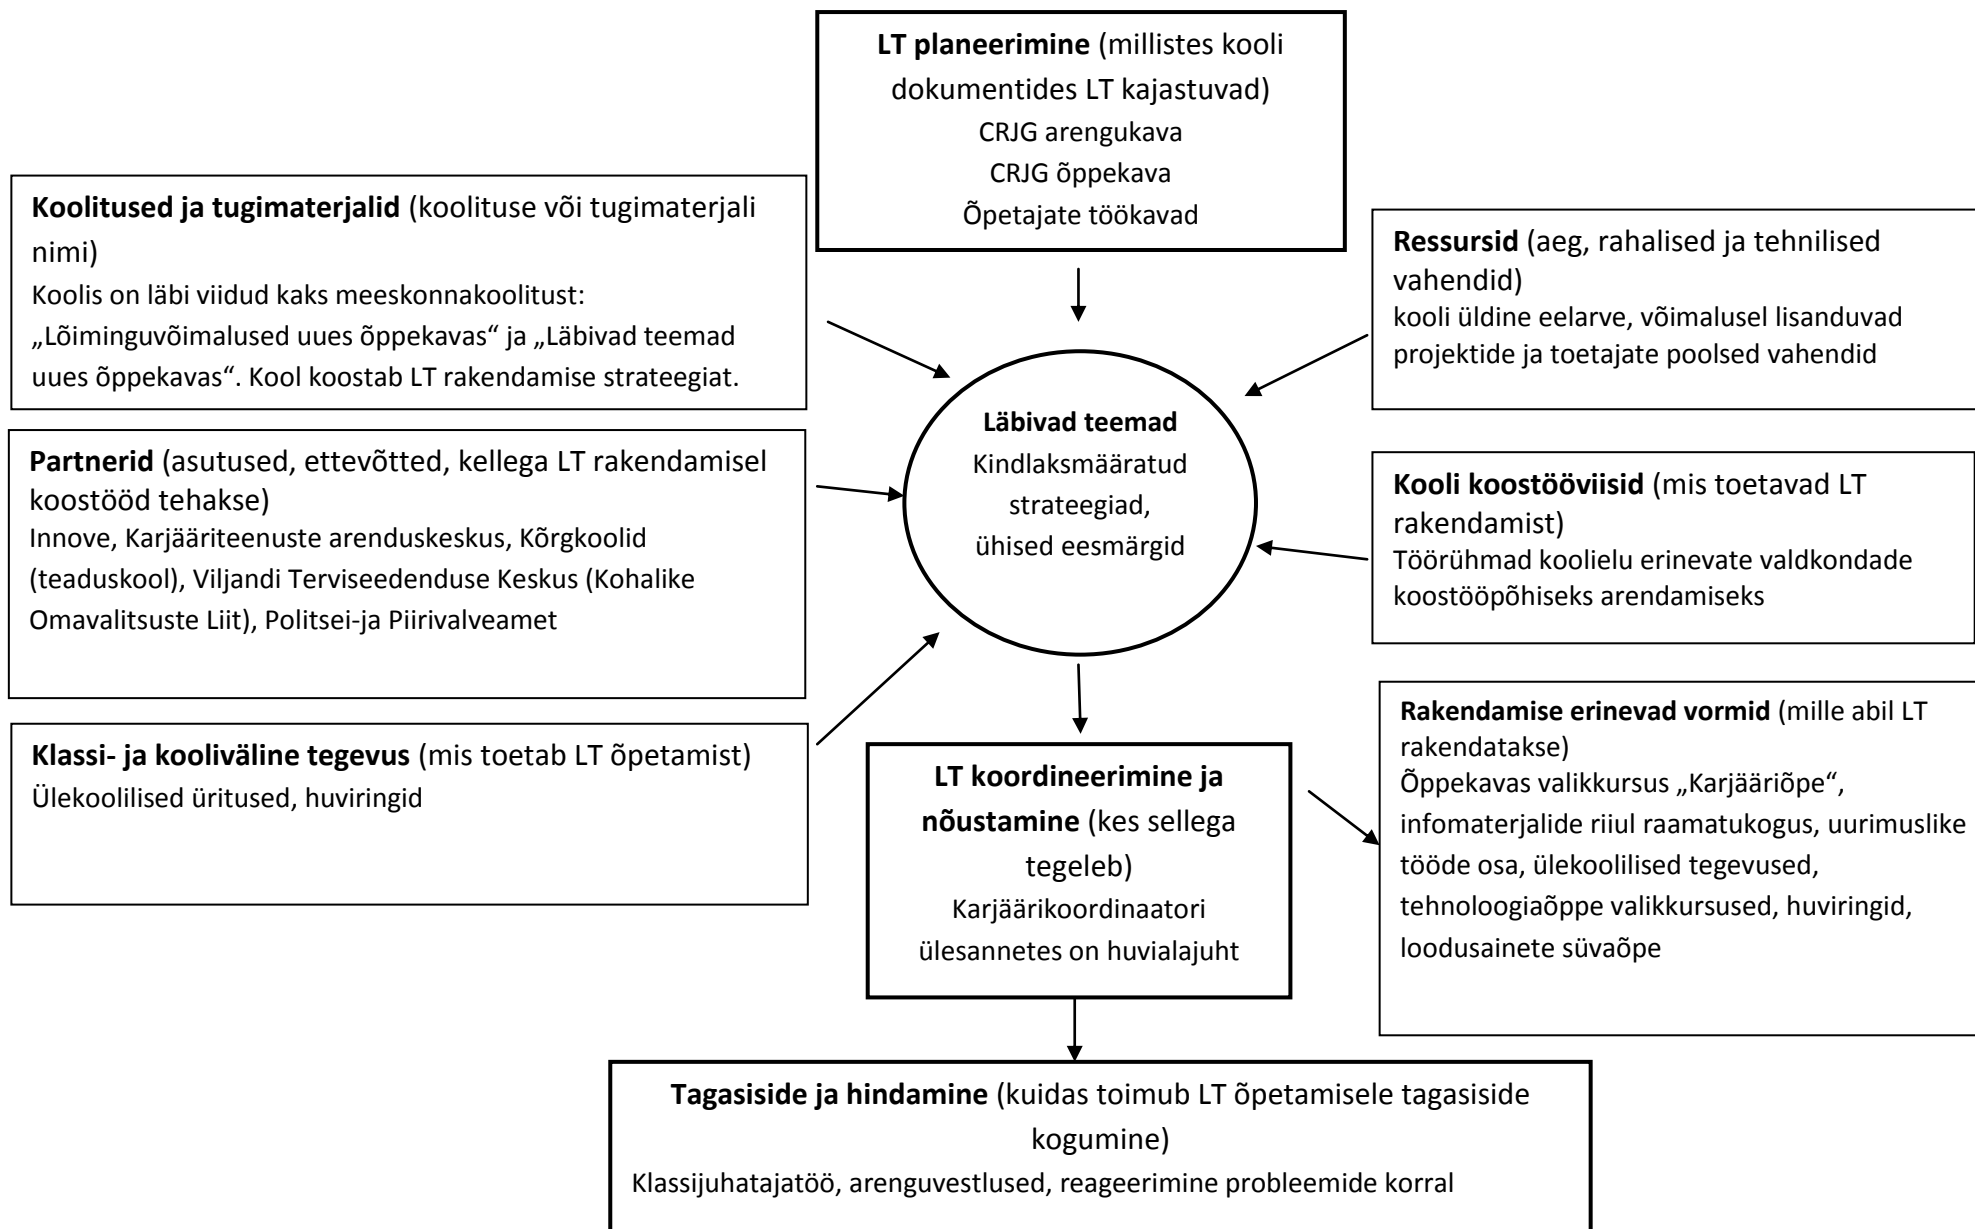 LT planeerimine (millistes kooli
dokumentides LT kajastuvad)
CRJG arengukava
CRJG õppekava
Õpetajate töökavad
Koolitused ja tugimaterjalid (koolituse või tugimaterjali
nimi)
Koolis on läbi viidud kaks meeskonnakoolitust:
„Lõiminguvõimalused uues õppekavas“ ja „Läbivad teemad
uues õppekavas“. Kool koostab LT rakendamise strateegiat.
Ressursid (aeg, rahalised ja tehnilised
vahendid)
kooli üldine eelarve, võimalusel lisanduvad
projektide ja toetajate poolsed vahendid
Läbivad teemad
Kindlaksmääratud
strateegiad,
ühised eesmärgid
Partnerid (asutused, ettevõtted, kellega LT rakendamisel
koostööd tehakse)
Innove, Karjääriteenuste arenduskeskus, Kõrgkoolid
(teaduskool), Viljandi Terviseedenduse Keskus (Kohalike
Omavalitsuste Liit), Politsei-ja Piirivalveamet
Kooli koostööviisid (mis toetavad LT
rakendamist)
Töörühmad koolielu erinevate valdkondade
koostööpõhiseks arendamiseks
Klassi- ja kooliväline tegevus (mis toetab LT õpetamist)
Ülekoolilised üritused, huviringid
LT koordineerimine ja
nõustamine (kes sellega
tegeleb)
Karjäärikoordinaatori
ülesannetes on huvialajuht
Rakendamise erinevad vormid (mille abil LT
rakendatakse)
Õppekavas valikkursus „Karjääriõpe“,
infomaterjalide riiul raamatukogus, uurimuslike
tööde osa, ülekoolilised tegevused,
tehnoloogiaõppe valikkursused, huviringid,
loodusainete süvaõpe
Tagasiside ja hindamine (kuidas toimub LT õpetamisele tagasiside
kogumine)
Klassijuhatajatöö, arenguvestlused, reageerimine probleemide korral